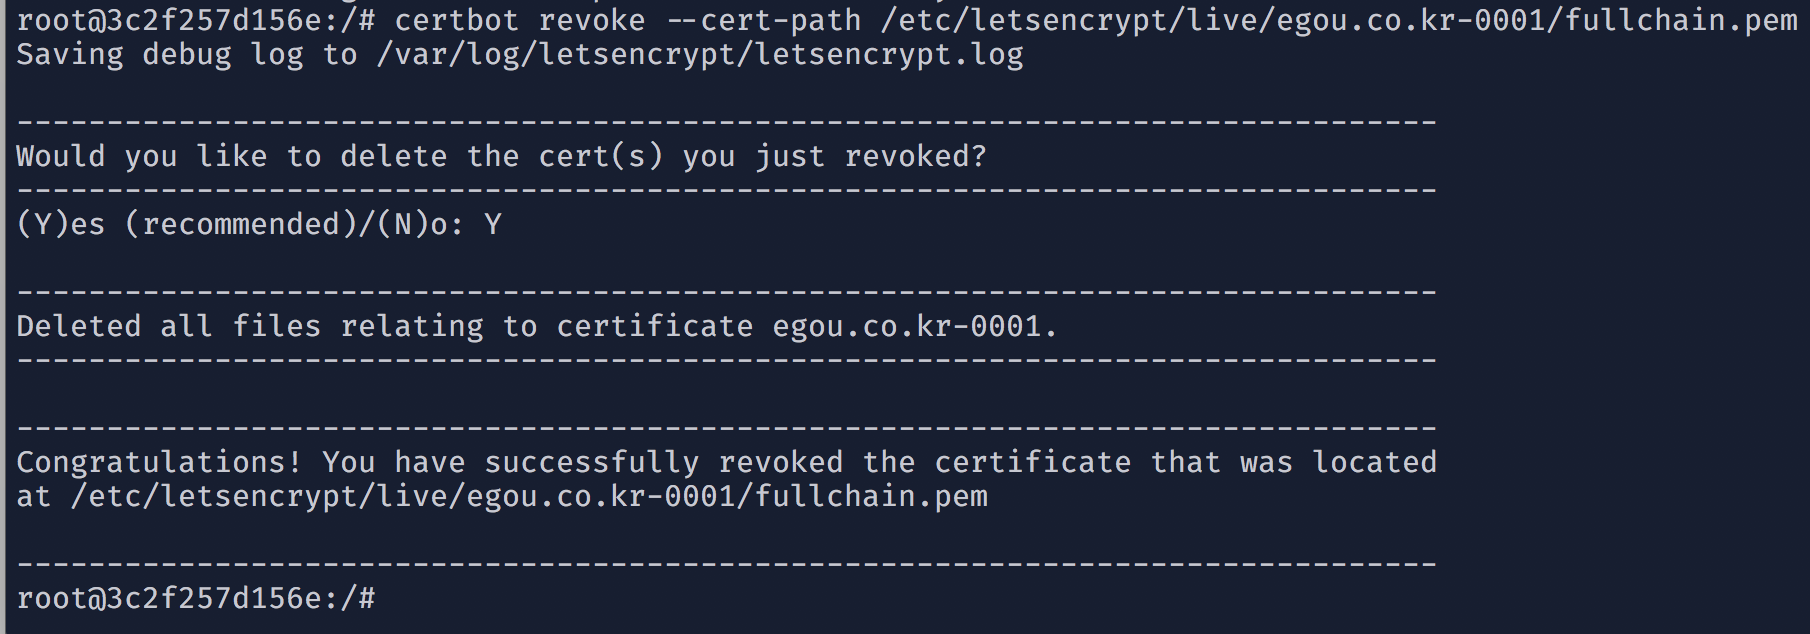 root@3c2f257d156e:/# certbot revoke --cert-path /etc/letsencrypt/live/egou.co.kr-0001/fullchain.pem
Saving debug log to /var/log/letsencrypt/letsencrypt.log
- - - - - - - - - - - - - - - - - - - - - - - - - - - - - - - - - - - - - - - -
Would you like to delete the cert(s) you just revoked?
- - - - - - - - - - - - - - - - - - - - - - - - - - - - - - - - - - - - - - - -
(Y)es (recommended)/(N)o: Y
- - - - - - - - - - - - - - - - - - - - - - - - - - - - - - - - - - - - - - - -
Deleted all files relating to certificate egou.co.kr-0001.
- - - - - - - - - - - - - - - - - - - - - - - - - - - - - - - - - - - - - - - -
- - - - - - - - - - - - - - - - - - - - - - - - - - - - - - - - - - - - - - - -
Congratulations! You have successfully revoked the certificate that was located
at /etc/letsencrypt/live/egou.co.kr-0001/fullchain.pem
- - - - - - - - - - - - - - - - - - - - - - - - - - - - - - - - - - - - - - - -
root@3c2f257d156e:/#